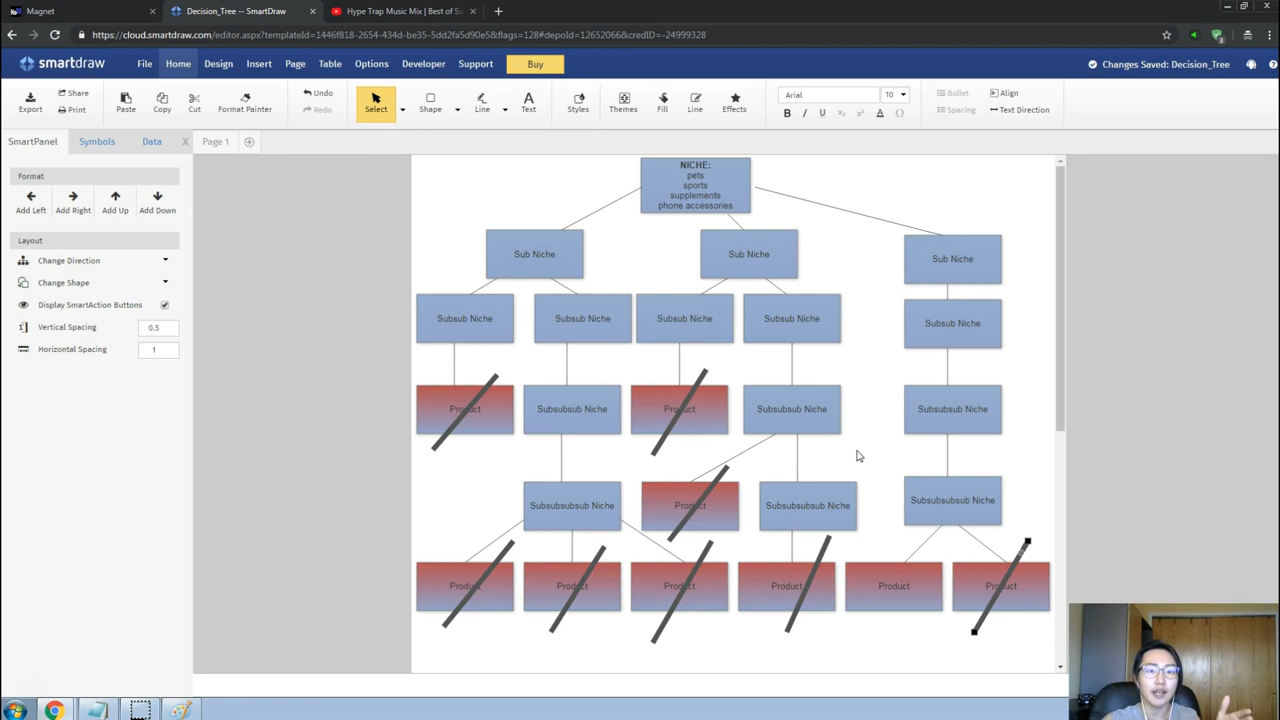 Magnet
Decision_Tree -- SmartDraw
Hype Trap Music Mix | Best of Su
https://cloud.smartdraw.com/editor.aspx?templateId=1446f818-2654-434d-be35-5dd2fa5d90e5&flags=128#depoId=12652066&credID=-24999328
smartdraw
File
Home
Design
Insert
Page
Table
Options
Developer
Support
Buy
Changes Saved: Decision_Tree
Export
Share
Print
Paste
Copy
Cut
Format Painter
Undo
Redo
Select
Shape
Line
Text
Styles
Themes
Fill
Line
Effects
Arial
10
B I U
Bullet
Align
Spacing
Text Direction
SmartPanel
Symbols
Data
X
Page 1
Format
Add Left
Add Right
Add Up
Add Down
Layout
Change Direction
Change Shape
Display SmartAction Buttons
Vertical Spacing
0.5
Horizontal Spacing
1
NICHE:
pets
sports
supplements
phone accessories
Sub Niche
Sub Niche
Sub Niche
Subsub Niche
Subsub Niche
Subsub Niche
Subsub Niche
Subsub Niche
Product
Subsubsub Niche
Product
Subsubsub Niche
Subsubsub Niche
Subsubsubsub Niche
Product
Subsubsubsub Niche
Subsubsubsub Niche
Product
Product
Product
Product
Product
Product